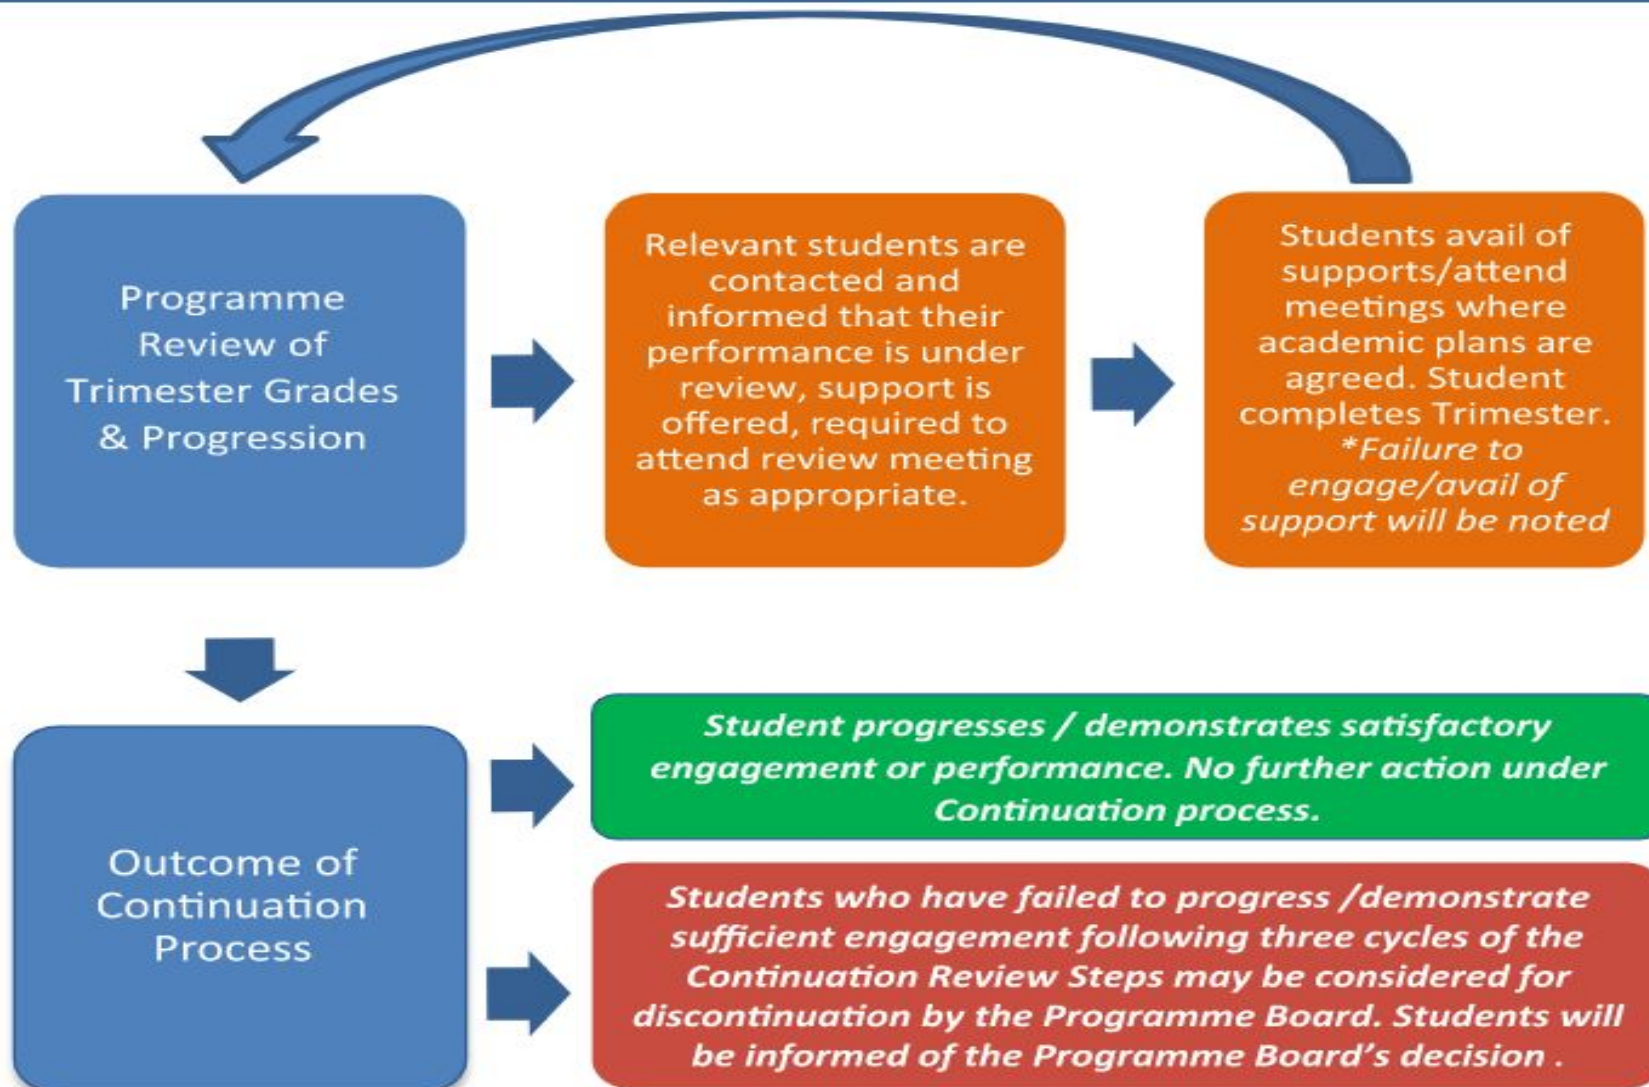 Programme
Review of
Trimester Grades
& Progression
Relevant students are
contacted and
informed that their
performance is under
review, support is
offered, required to
attend review meeting
as appropriate.
Students avail of
supports/attend
meetings where
academic plans are
agreed. Student
completes Trimester.
*Failure to
engage/avail of
support will be noted
Outcome of
Continuation
Process
Student progresses / demonstrates satisfactory
engagement or performance. No further action under
Continuation process.
Students who have failed to progress /demonstrate
sufficient engagement following three cycles of the
Continuation Review Steps may be considered for
discontinuation by the Programme Board. Students will
be informed of the Programme Board’s decision .